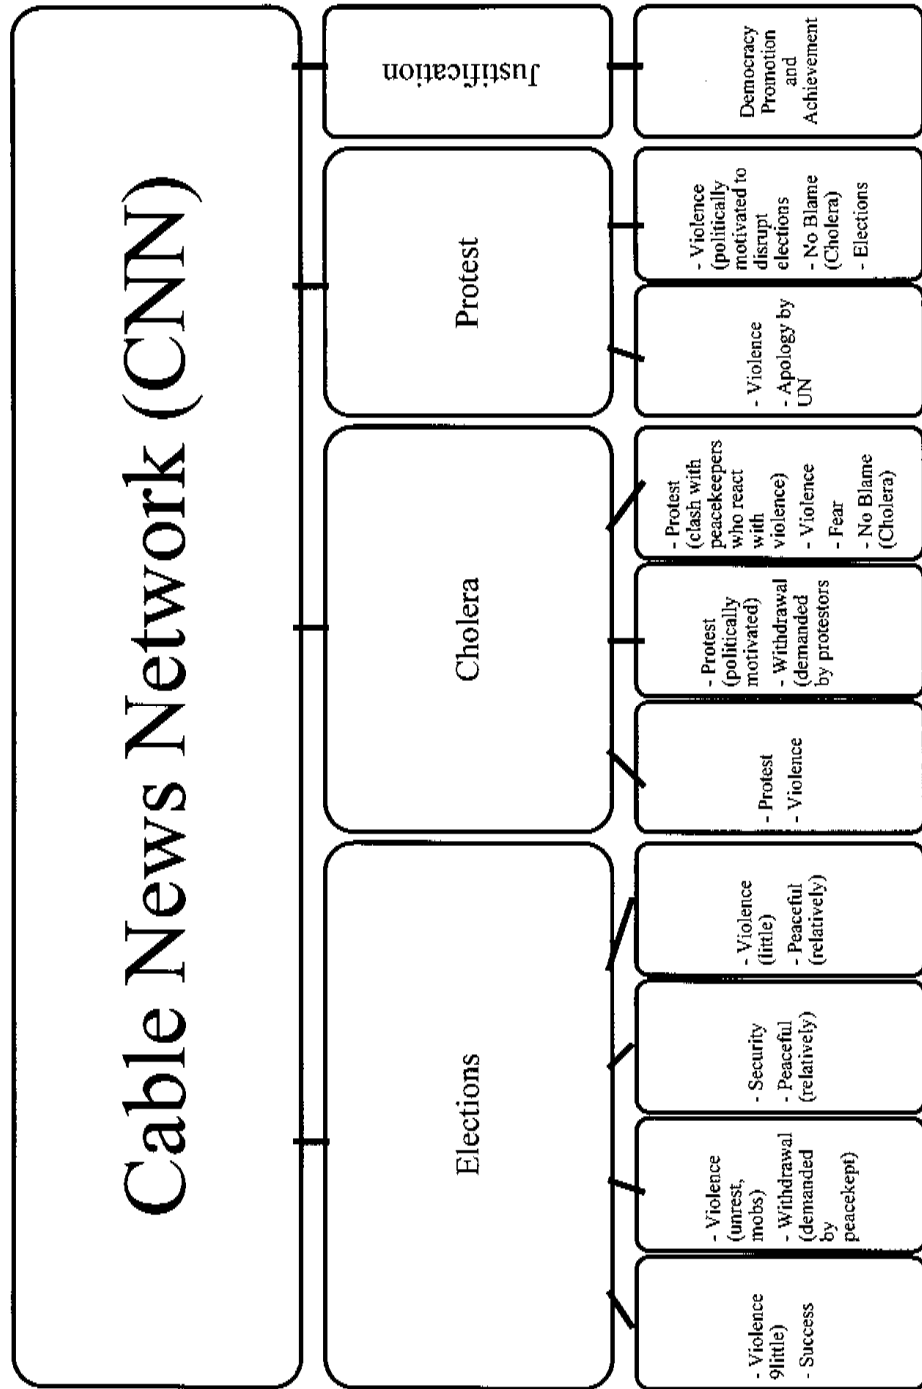 Cable News Network (CNN)
Elections
Cholera
Protest
Justification
- Violence
9little)
- Success
- Violence
(unrest,
mobs)
- Withdrawal
(demanded
by
peacekept)
- Security
- Peaceful
(relatively)
- Violence
(little)
- Peaceful
(relatively)
- Protest
- Violence
- Protest
(politically
motivated)
- Withdrawal
(demanded
by protestors
- Protest
(clash with
peacekeepers
who react
with
violence)
- Violence
- Fear
- No Blame
(Cholera)
- Violence
- Apology by
UN
- Violence
(politically
motivated to
disrupt
elections
- No Blame
(Cholera)
- Elections
Democracy
Promotion
and
Achievement